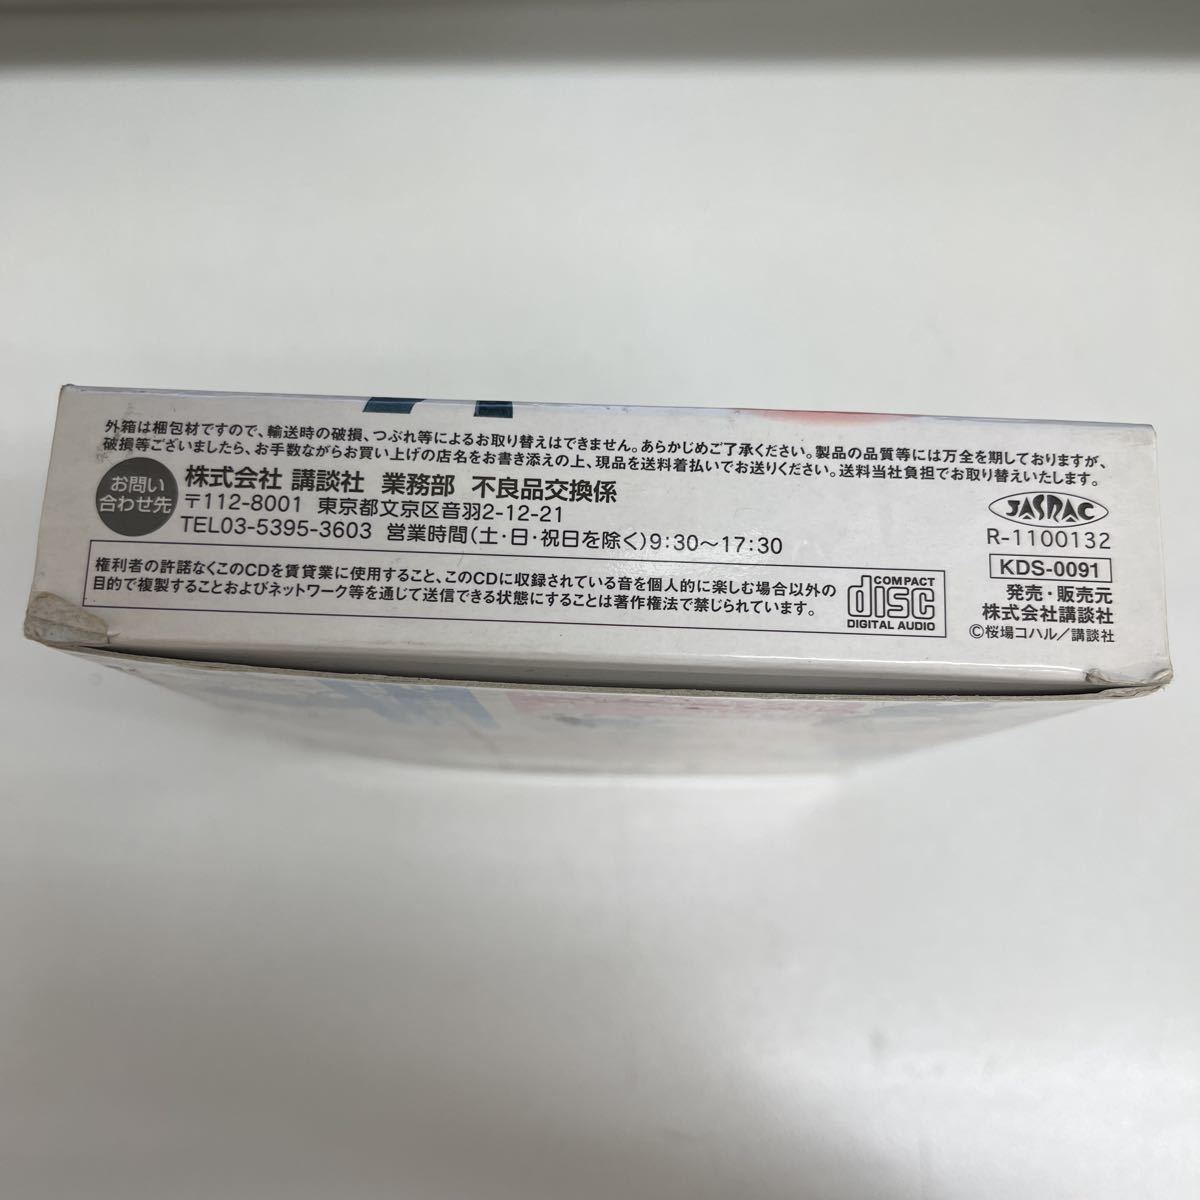 外箱は梱包材ですので、輸送時の破損、つぶれ等によるお取り替えはできません。あらかじめご了承ください。製品の品質等には万全を期しておりますが、
破損等ございましたら、お手数ながらお買い上げの店名をお書き添えの上、現品を送料着払いでお送りください。送料当社負担でお取り替えいたします。
お問い
合わせ先
株式会社 講談社 業務部 不良品交換係
〒112-8001 東京都文京区音羽2-12-21
TEL03-5395-3603 営業時間(土・日・祝日を除く)9:30〜17:30
権利者の許諾なくこのCDを賃貸業に使用すること、このCDに収録されている音を個人的に楽しむ場合以外の
目的で複製することおよびネットワーク等を通じて送信できる状態にすることは著作権法で禁じられています。
COMPACT
disc
DIGITAL AUDIO
JASRAC
R-1100132
KDS-0091
発売・販売元
株式会社講談社
©桜場コハル/講談社